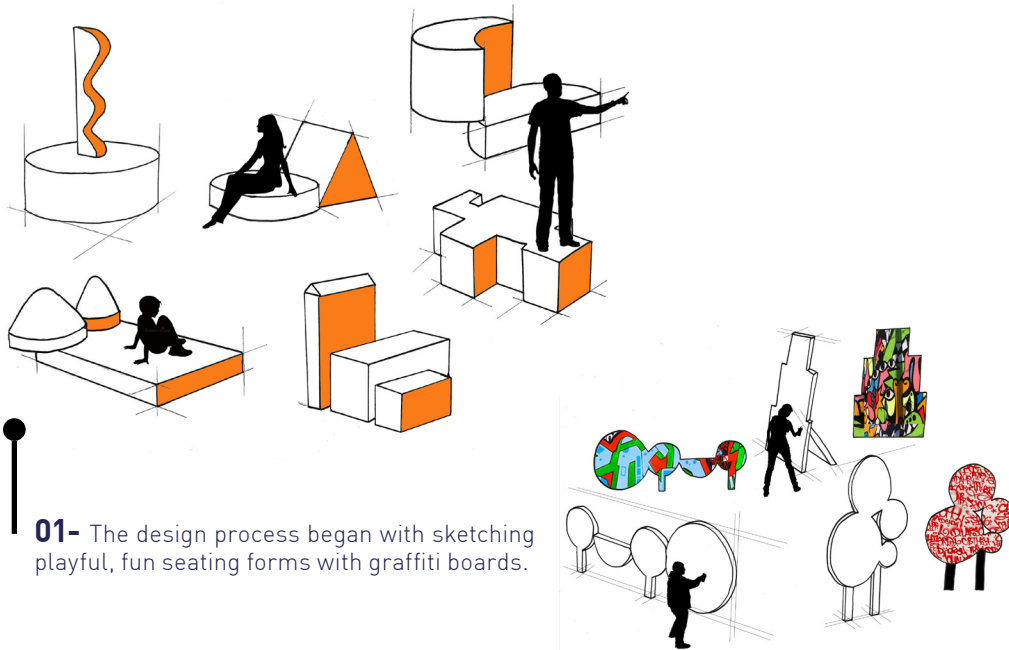 01- The design process began with sketching
playful, fun seating forms with graffiti boards.